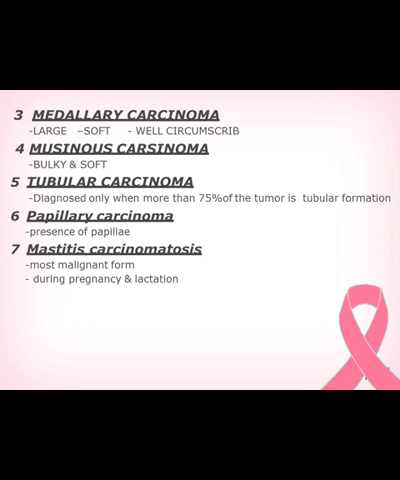 3 MEDALLARY CARCINOMA
-LARGE –SOFT - WELL CIRCUMSCRIB
4 MUSINOUS CARSINOMA
-BULKY & SOFT
5 TUBULAR CARCINOMA
-Diagnosed only when more than 75%of the tumor is tubular formation
6 Papillary carcinoma
-presence of papillae
7 Mastitis carcinomatosis
-most malignant form
- during pregnancy & lactation